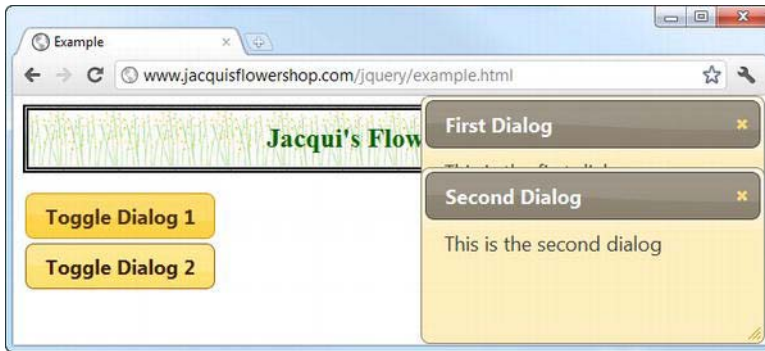 Example
www.jacquisflowershop.com/jquery/example.html
Jacqui's Flow
First Dialog
Second Dialog
This is the second dialog
Toggle Dialog 1
Toggle Dialog 2